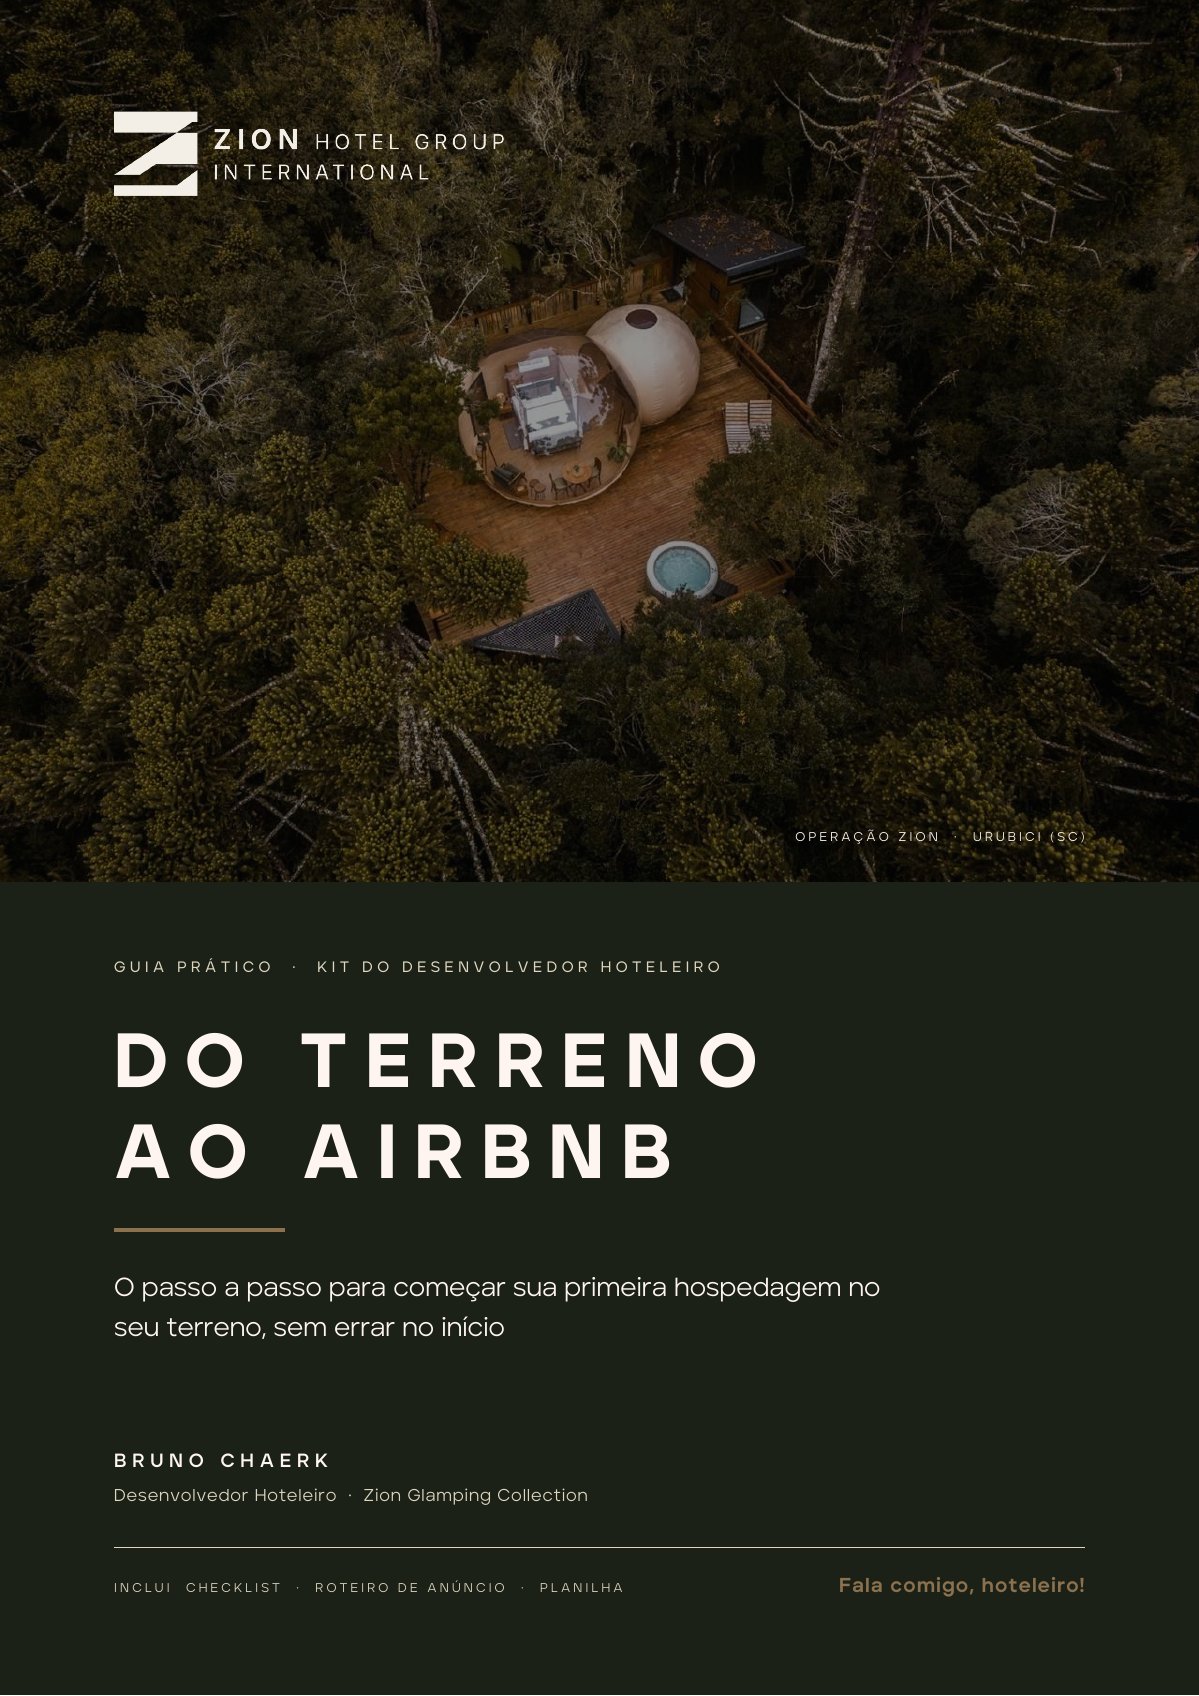 ZION HOTEL GROUP
INTERNATIONAL
OPERAÇÃO ZION · URUBICI (SC)
GUIA PRÁTICO · KIT DO DESENVOLVEDOR HOTELEIRO
DO TERRENO
AO AIRBNB
O passo a passo para começar sua primeira hospedagem no
seu terreno, sem errar no início
BRUNO CHAERK
Desenvolvedor Hoteleiro · Zion Glamping Collection
INCLUI CHECKLIST · ROTEIRO DE ANÚNCIO · PLANILHA
Fala comigo, hoteleiro!